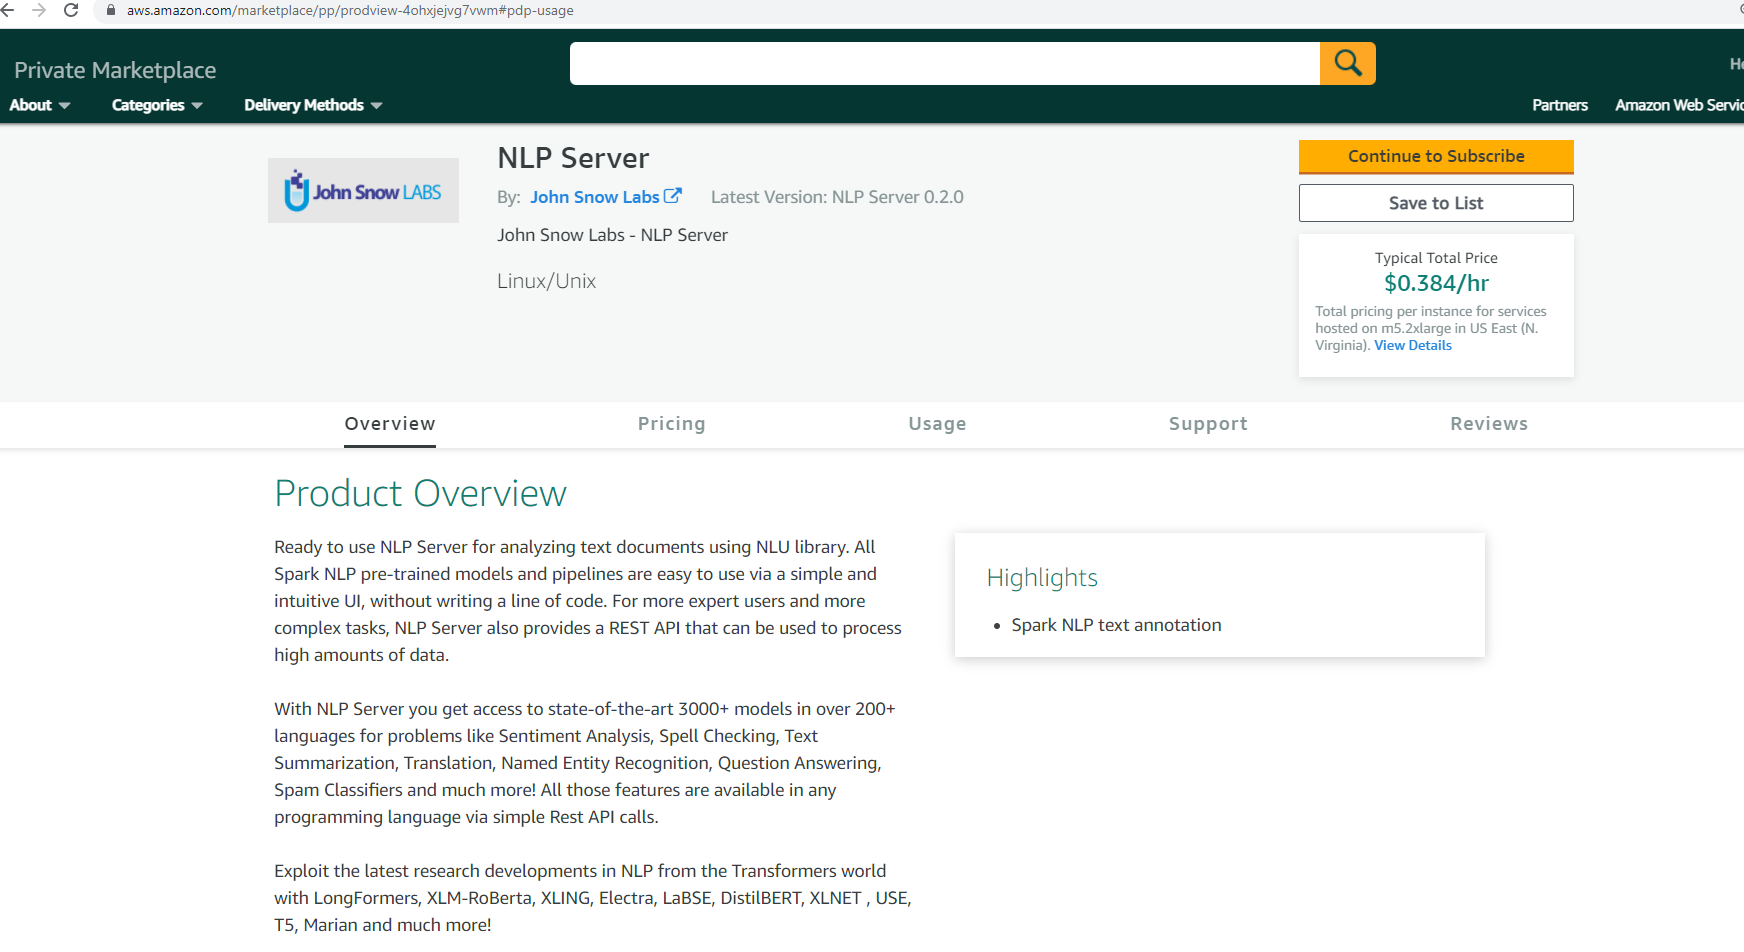 aws.amazon.com/marketplace/pp/prodview-4ohxjejvg7vwm#pdp-usage
Private Marketplace
About Categories Delivery Methods Partners Amazon Web Servic
NLP Server
John Snow LABS
By: John Snow Labs Latest Version: NLP Server 0.2.0
John Snow Labs - NLP Server
Linux/Unix
Continue to Subscribe
Save to List
Typical Total Price
$0.384/hr
Total pricing per instance for services
hosted on m5.2xlarge in US East (N.
Virginia). View Details
Overview Pricing Usage Support Reviews
Product Overview
Ready to use NLP Server for analyzing text documents using NLU library. All
Spark NLP pre-trained models and pipelines are easy to use via a simple and
intuitive UI, without writing a line of code. For more expert users and more
complex tasks, NLP Server also provides a REST API that can be used to process
high amounts of data.
With NLP Server you get access to state-of-the-art 3000+ models in over 200+
languages for problems like Sentiment Analysis, Spell Checking, Text
Summarization, Translation, Named Entity Recognition, Question Answering,
Spam Classifiers and much more! All those features are available in any
programming language via simple Rest API calls.
Exploit the latest research developments in NLP from the Transformers world
with LongFormers, XLM-RoBerta, XLING, Electra, LaBSE, DistilBERT, XLNET , USE,
T5, Marian and much more!
Highlights
• Spark NLP text annotation